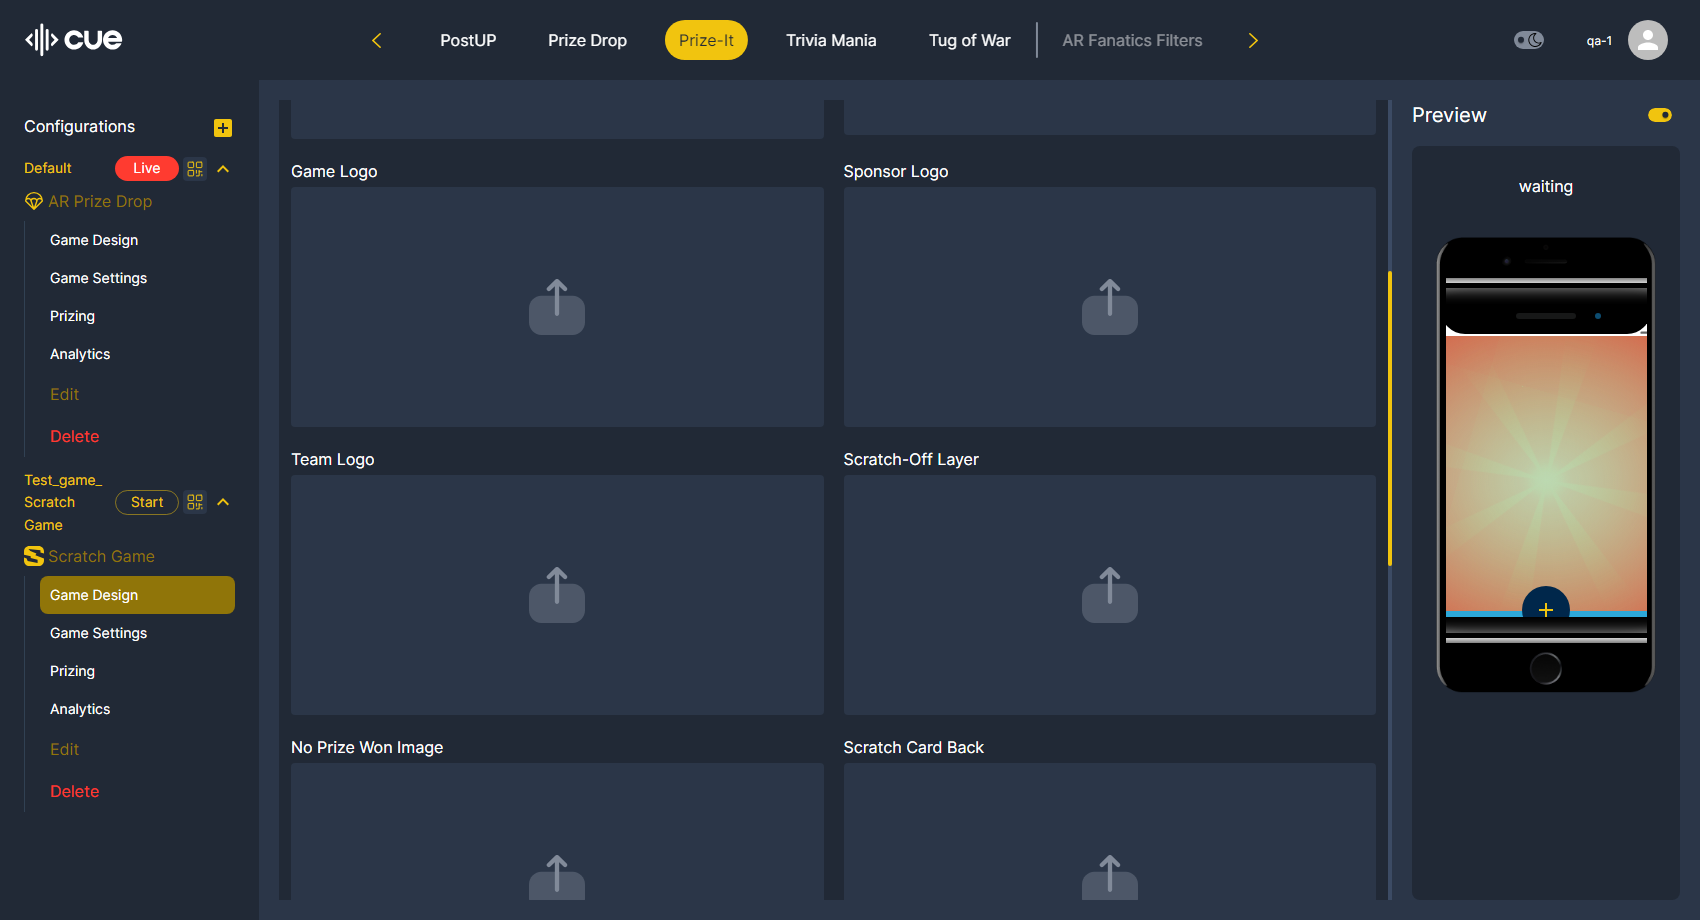 cue
PostUP
Prize Drop
Prize-It
Trivia Mania
Tug of War
AR Fanatics Filters
qa-1
Configurations
Default
Live
AR Prize Drop
Game Design
Game Settings
Prizing
Analytics
Edit
Delete
Test_game_
Scratch
Game
Start
Scratch Game
Game Design
Game Settings
Prizing
Analytics
Edit
Delete
Game Logo
Sponsor Logo
Team Logo
Scratch-Off Layer
No Prize Won Image
Scratch Card Back
Preview
waiting